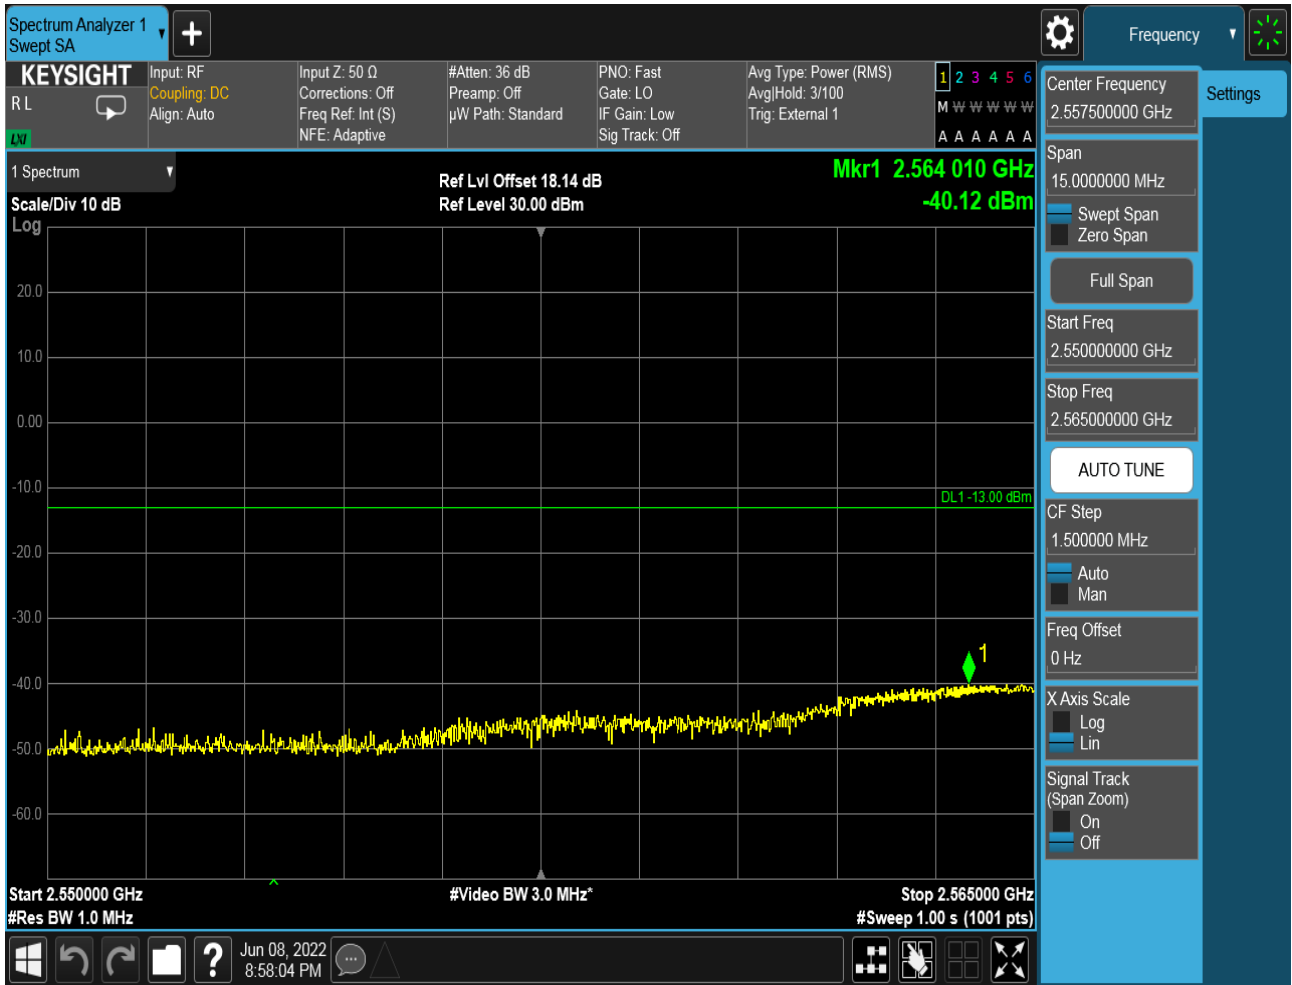 Spectrum Analyzer 1
Swept SA
Frequency
KEYSIGHT
R L
LXI
Input: RF
Coupling: DC
Align: Auto
Input Z: 50 Ω
Corrections: Off
Freq Ref: Int (S)
NFE: Adaptive
#Atten: 36 dB
Preamp: Off
µW Path: Standard
PNO: Fast
Gate: LO
IF Gain: Low
Sig Track: Off
Avg Type: Power (RMS)
Avg|Hold: 3/100
Trig: External 1
1 2 3 4 5 6
M W W W W W
A A A A A A
1 Spectrum
Scale/Div 10 dB
Log
Ref Lvl Offset 18.14 dB
Ref Level 30.00 dBm
Mkr1 2.564 010 GHz
-40.12 dBm
20.0
10.0
0.00
-10.0
DL1 -13.00 dBm
-20.0
-30.0
1
-40.0
-50.0
-60.0
Start 2.550000 GHz
#Video BW 3.0 MHz*
Stop 2.565000 GHz
#Res BW 1.0 MHz
#Sweep 1.00 s (1001 pts)
?
Jun 08, 2022
8:58:04 PM
Center Frequency
2.557500000 GHz
Settings
Span
15.0000000 MHz
Swept Span
Zero Span
Full Span
Start Freq
2.550000000 GHz
Stop Freq
2.565000000 GHz
AUTO TUNE
CF Step
1.500000 MHz
Auto
Man
Freq Offset
0 Hz
X Axis Scale
Log
Lin
Signal Track
(Span Zoom)
On
Off